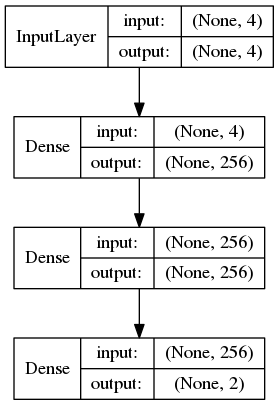 InputLayer input: (None, 4)
output: (None, 4)
Dense input: (None, 4)
output: (None, 256)
Dense input: (None, 256)
output: (None, 256)
Dense input: (None, 256)
output: (None, 2)